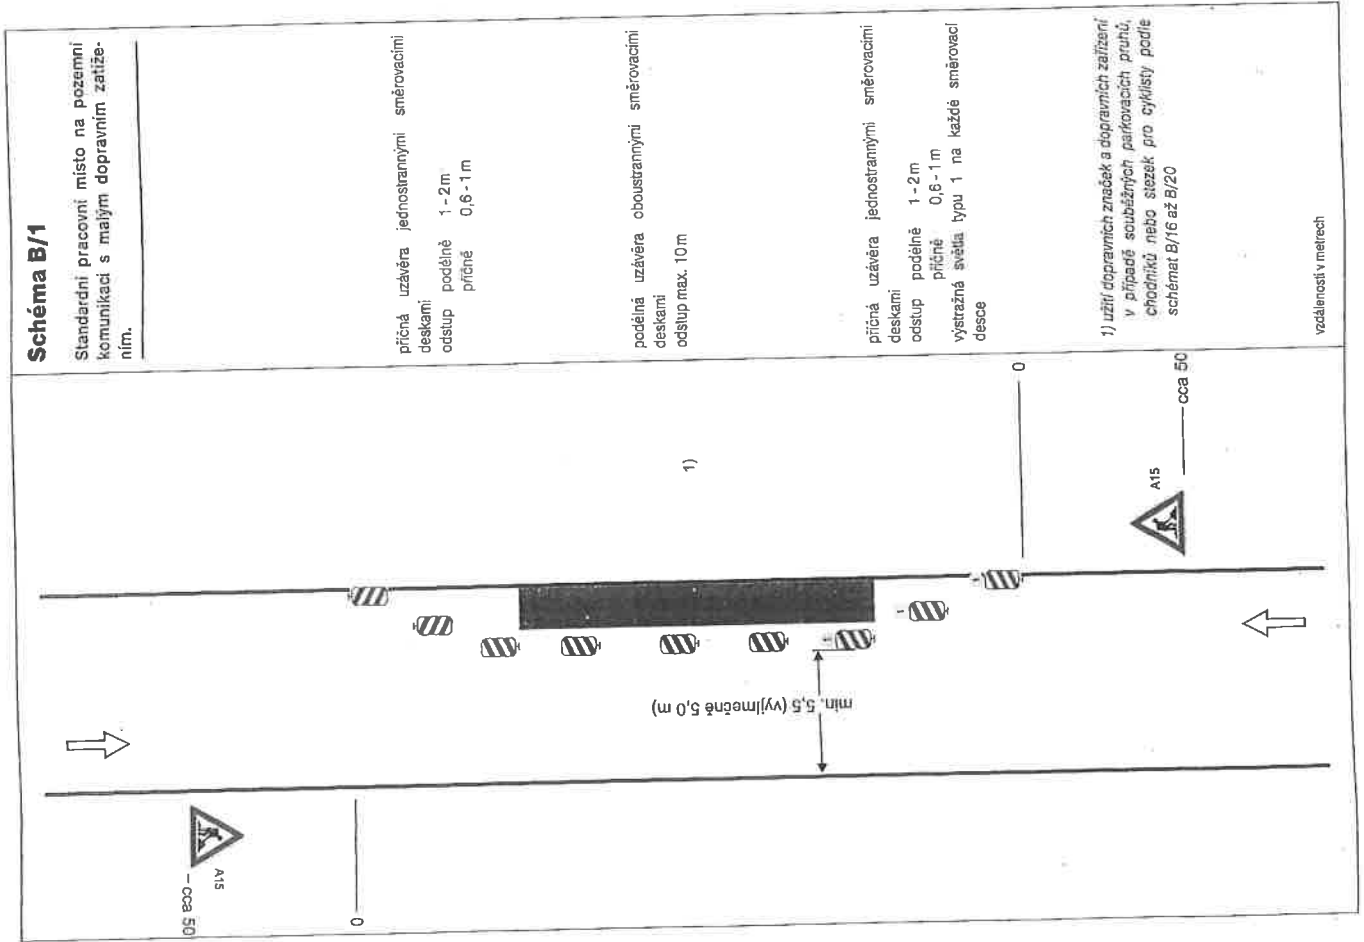 Schéma B/1
Standardní pracovní místo na pozemní
komunikaci s malým dopravním zatíže-
ním.
příčná uzávěra jednostrannými směrovacími
deskami
odstup podélně 1 - 2 m
příčně 0,6 - 1 m
podélná uzávěra oboustrannými směrovacími
deskami
odstup max. 10 m
příčná uzávěra jednostrannými směrovacími
deskami
odstup podélně 1 - 2 m
příčně 0,6 - 1 m
výstražná světla typu 1 na každé směrovací
desce
1) užití dopravních značek a dopravních zařízení
v případě souběžných parkovacích pruhů,
chodníků nebo stezek pro cyklisty podle
schémat B/16 až B/20
vzdálenosti v metrech
cca 50
A15
0
1)
min. 5,5 (vyjímečně 5,0 m)
0
A15
cca 50